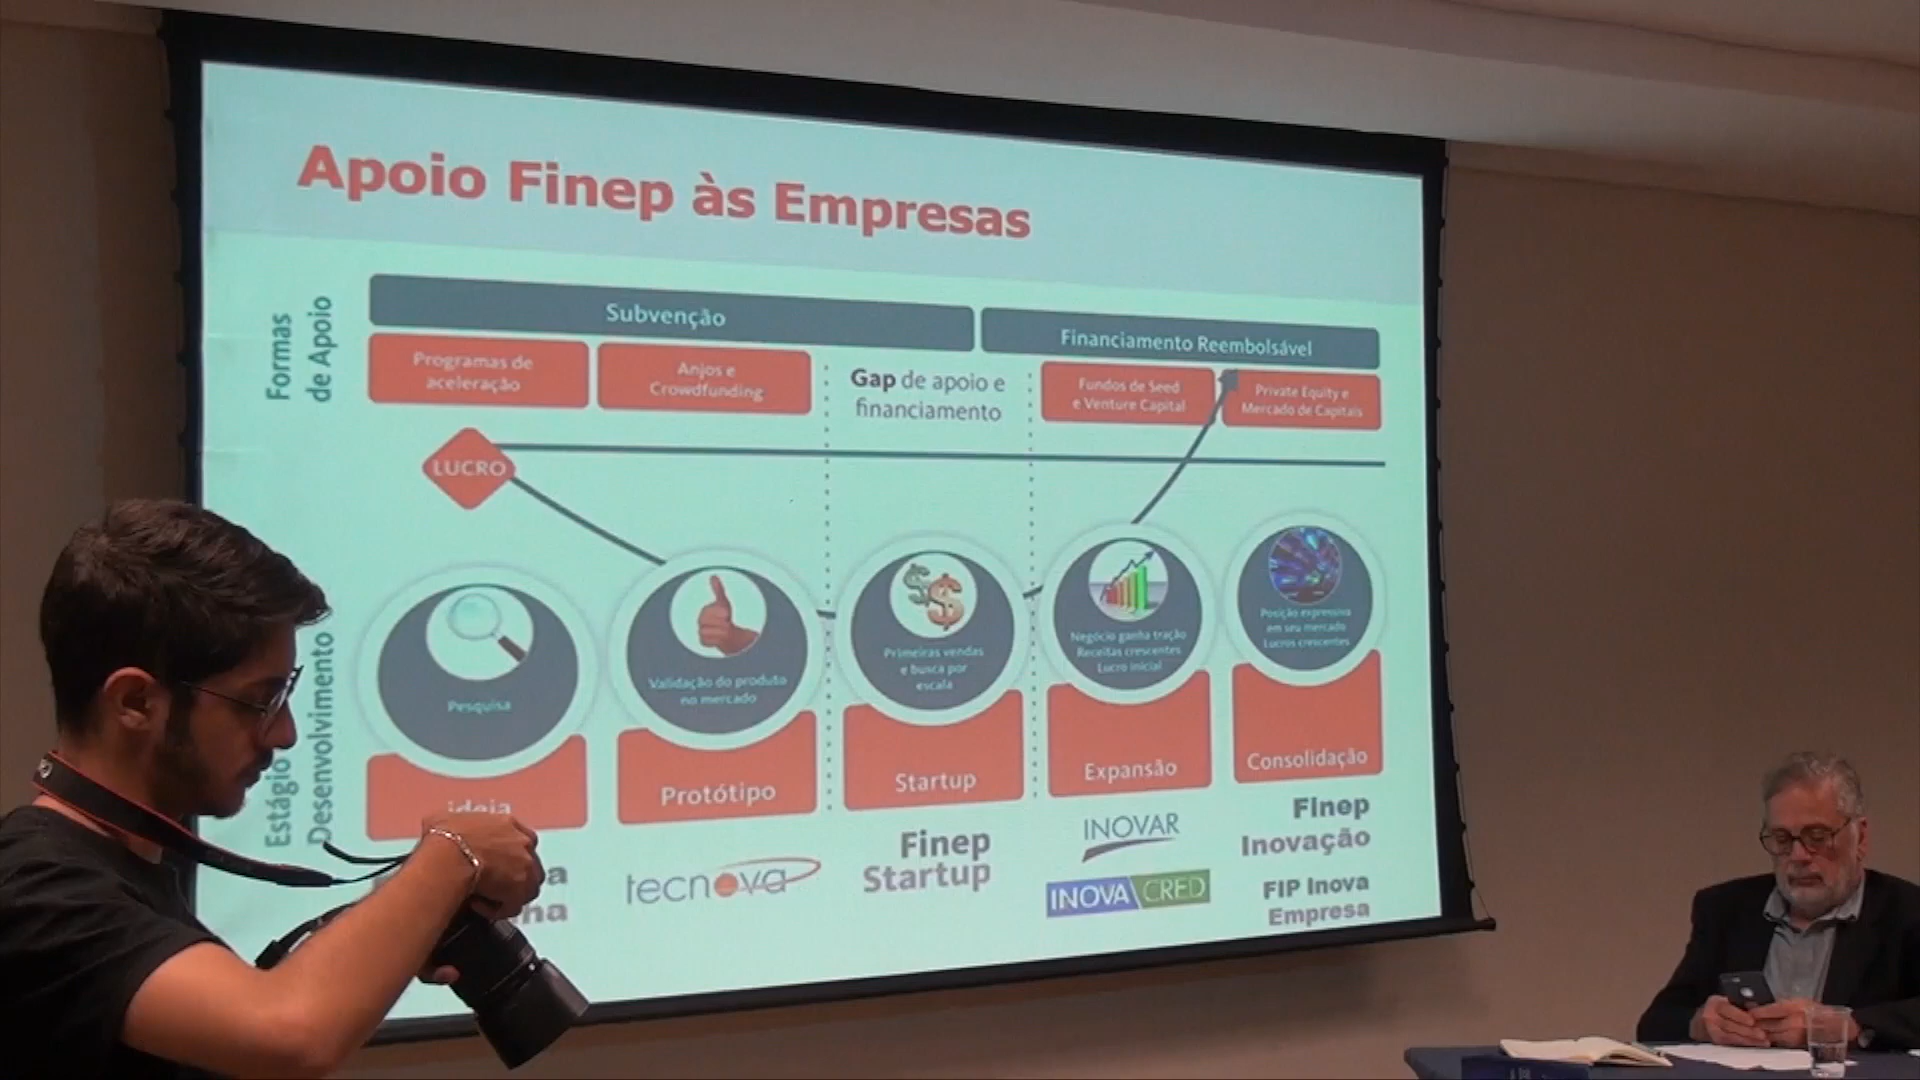 Apoio Finep às Empresas
Formas
de Apoio
Subvenção
Financiamento Reembolsável
Programas de
aceleração
Anjos e
Crowdfunding
Gap de apoio e
financiamento
Fundos de Seed
e Venture Capital
Private Equity e
Mercado de Capitais
LUCRO
Estágio
Desenvolvimento
Pesquisa
Validação do produto
no mercado
Primeiras vendas
e busca por
escala
Negócio ganha tração
Receitas crescentes
Lucro inicial
Posição expressiva
em seu mercado
Lucros crescentes
ideia
Protótipo
Startup
Expansão
Consolidação
tecnova
Finep
Startup
INOVAR
INOVACRED
Finep
Inovação
FIP Inova
Empresa